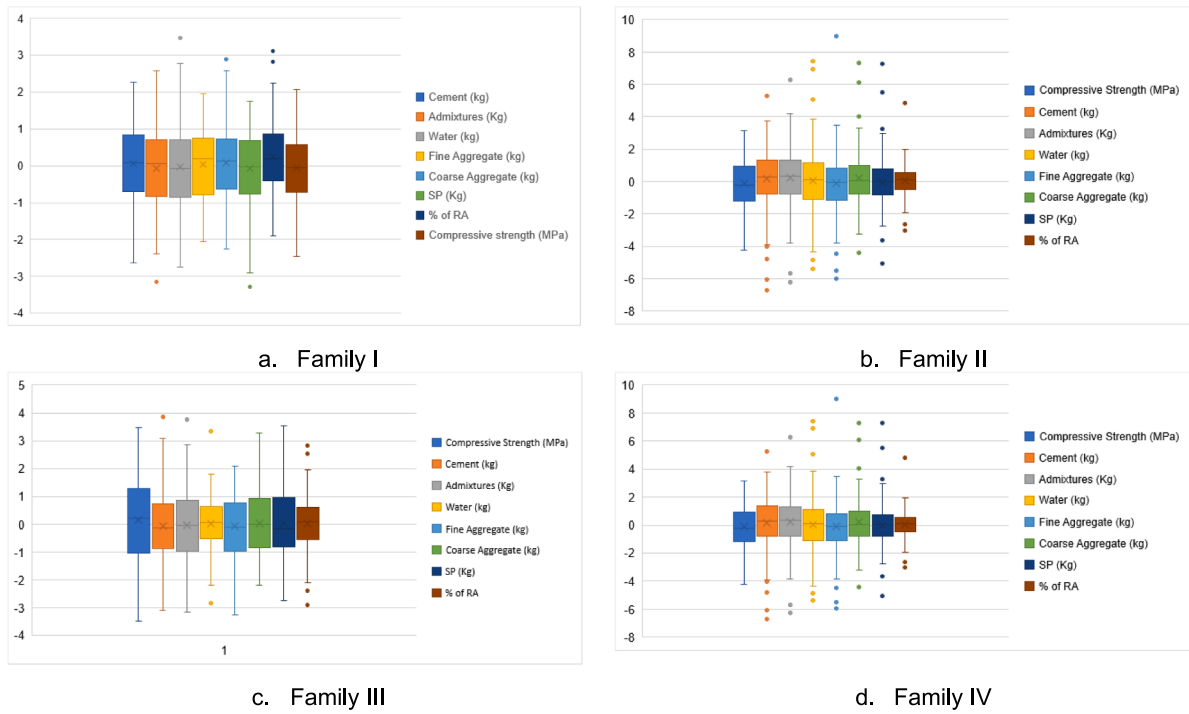 4
3
2
1
0
-1
-2
-3
-4
Cement (kg)
Admixtures (Kg)
Water (kg)
Fine Aggregate (kg)
Coarse Aggregate (kg)
SP (Kg)
% of RA
Compressive strength (MPa)
a. Family I
10
8
6
4
2
0
-2
-4
-6
-8
Compressive Strength (MPa)
Cement (kg)
Admixtures (Kg)
Water (kg)
Fine Aggregate (kg)
Coarse Aggregate (kg)
SP (Kg)
% of RA
b. Family II
5
4
3
2
1
0
-1
-2
-3
-4
1
Compressive Strength (MPa)
Cement (kg)
Admixtures (Kg)
Water (kg)
Fine Aggregate (kg)
Coarse Aggregate (kg)
SP (Kg)
% of RA
c. Family III
10
8
6
4
2
0
-2
-4
-6
-8
Compressive Strength (MPa)
Cement (kg)
Admixtures (Kg)
Water (kg)
Fine Aggregate (kg)
Coarse Aggregate (kg)
SP (Kg)
% of RA
d. Family IV